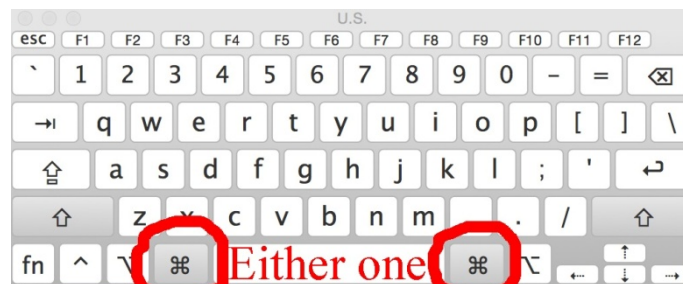 U.S.
esc F1 F2 F3 F4 F5 F6 F7 F8 F9 F10 F11 F12
` 1 2 3 4 5 6 7 8 9 0 - =
q w e r t y u i o p [ ] \
a s d f g h j k l ; '
z x c v b n m . /
fn ^ ⌥ ⌘ Either one ⌘ ⌥